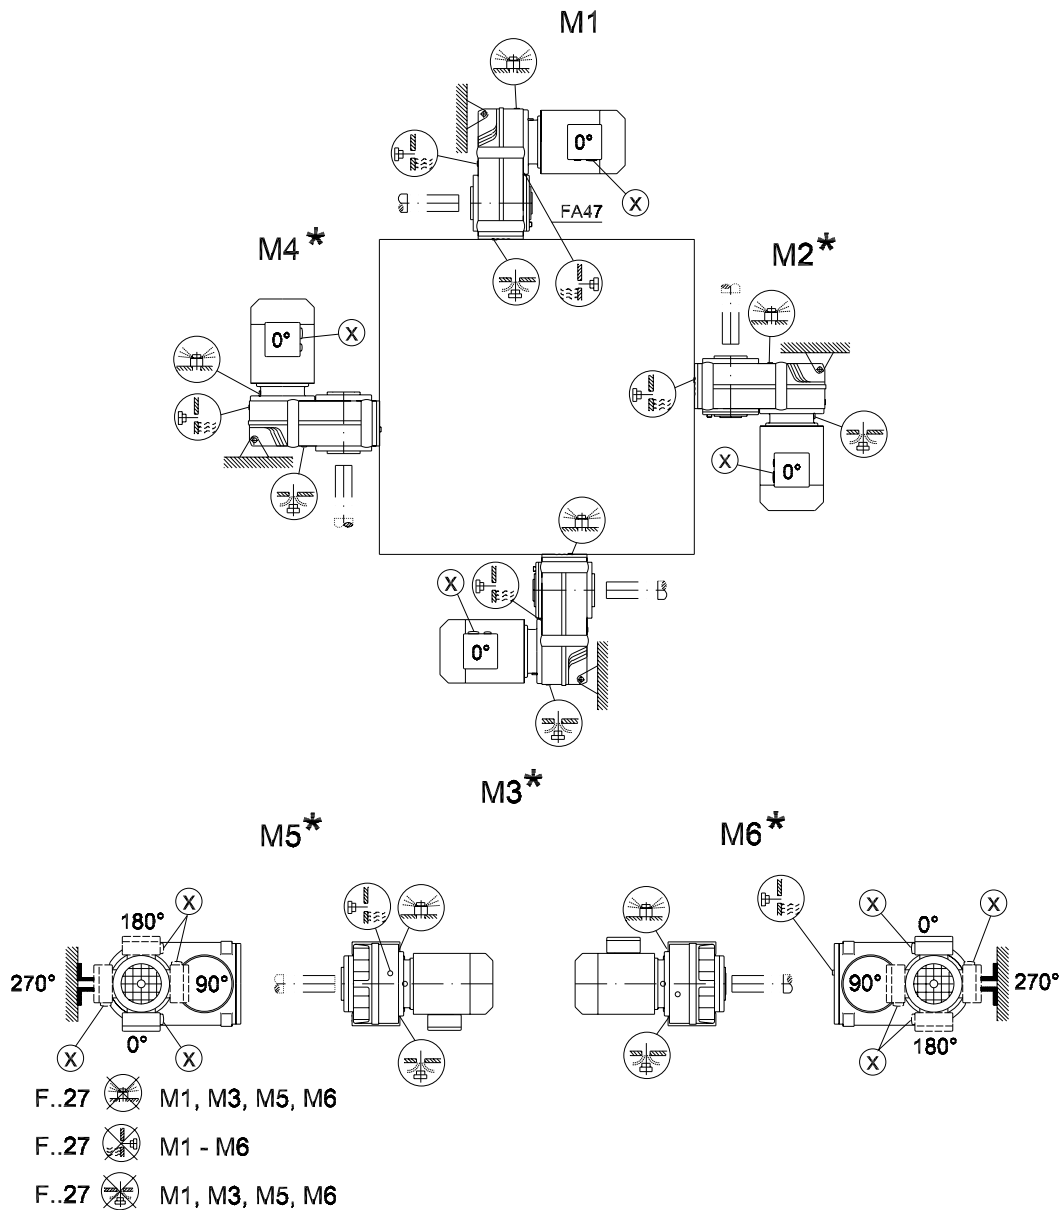 M1
0°
X
FA47
M4 *
M2 *
0°
X
X
0°
X
0°
M3 *
M5 *
M6 *
X
180°
270°
90°
0°
X
X
X
0°
X
90°
270°
180°
X
F..27 M1, M3, M5, M6
F..27 M1 - M6
F..27 M1, M3, M5, M6